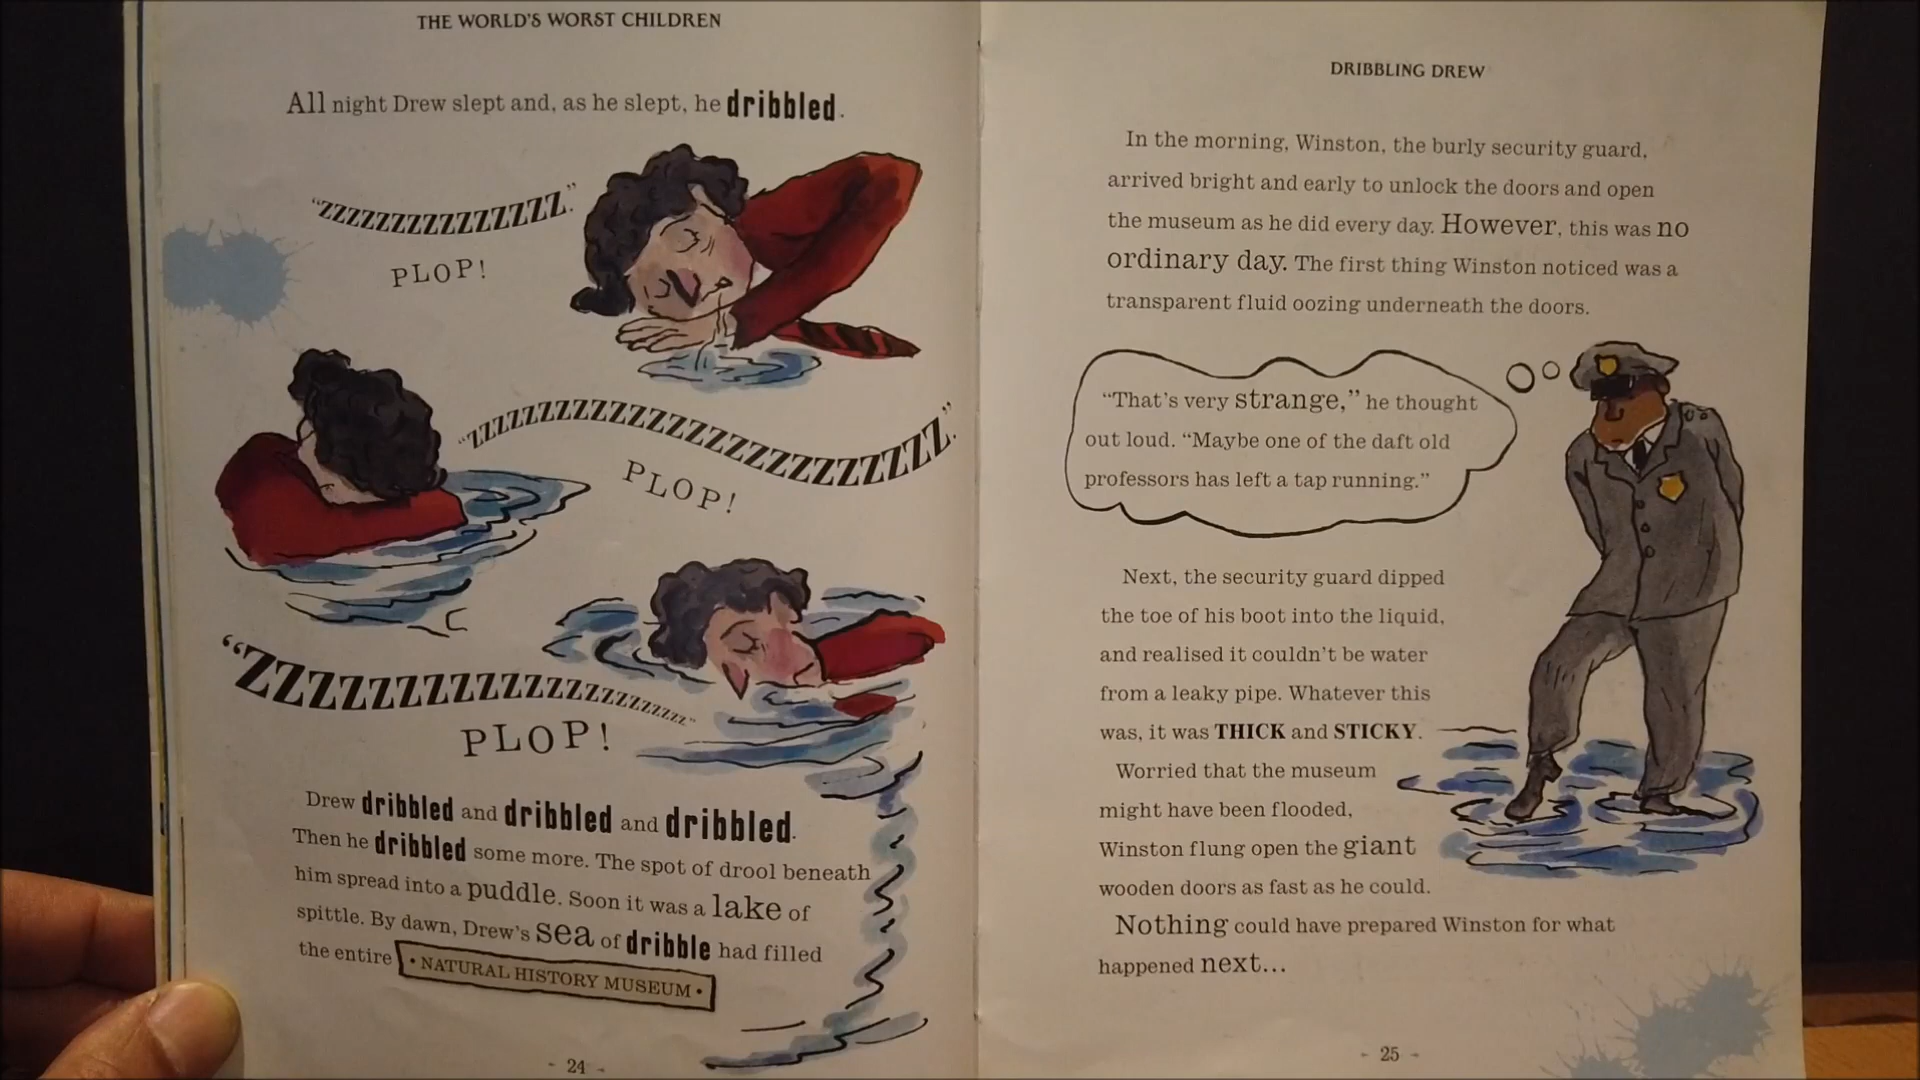 THE WORLD'S WORST CHILDREN
All night Drew slept and, as he slept, he dribbled.
"ZZZZZZZZZZZZZZZ."
PLOP!
"ZZZZZZZZZZZZZZZZZZZZZZZZZZZZ."
PLOP!
"ZZZZZZZZZZZZZZZZZZZZZZZ"
PLOP!
Drew dribbled and dribbled and dribbled.
Then he dribbled some more. The spot of drool beneath
him spread into a puddle. Soon it was a lake of
spittle. By dawn, Drew's sea of dribble had filled
the entire • NATURAL HISTORY MUSEUM •
- 24 -
DRIBBLING DREW
In the morning, Winston, the burly security guard,
arrived bright and early to unlock the doors and open
the museum as he did every day. However, this was no
ordinary day. The first thing Winston noticed was a
transparent fluid oozing underneath the doors.
"That's very strange," he thought
out loud. "Maybe one of the daft old
professors has left a tap running."
Next, the security guard dipped
the toe of his boot into the liquid,
and realised it couldn't be water
from a leaky pipe. Whatever this
was, it was THICK and STICKY.
Worried that the museum
might have been flooded,
Winston flung open the giant
wooden doors as fast as he could.
Nothing could have prepared Winston for what
happened next...
- 25 -